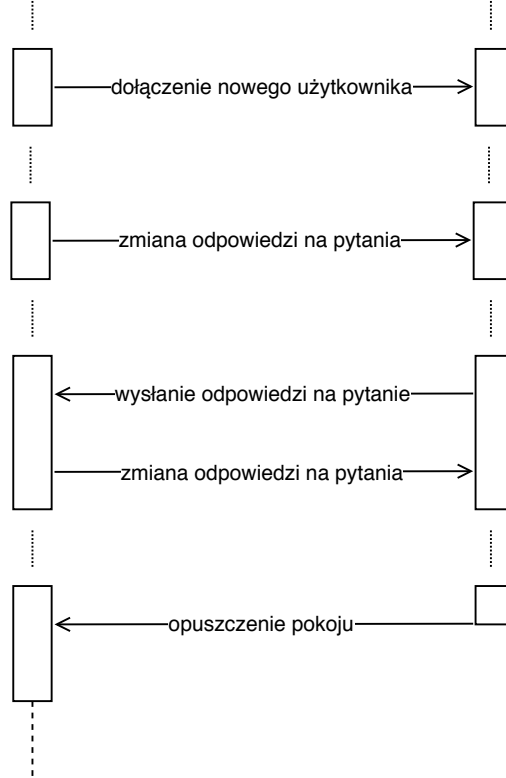 dołączenie nowego użytkownika
zmiana odpowiedzi na pytania
wysłanie odpowiedzi na pytanie
zmiana odpowiedzi na pytania
opuszczenie pokoju